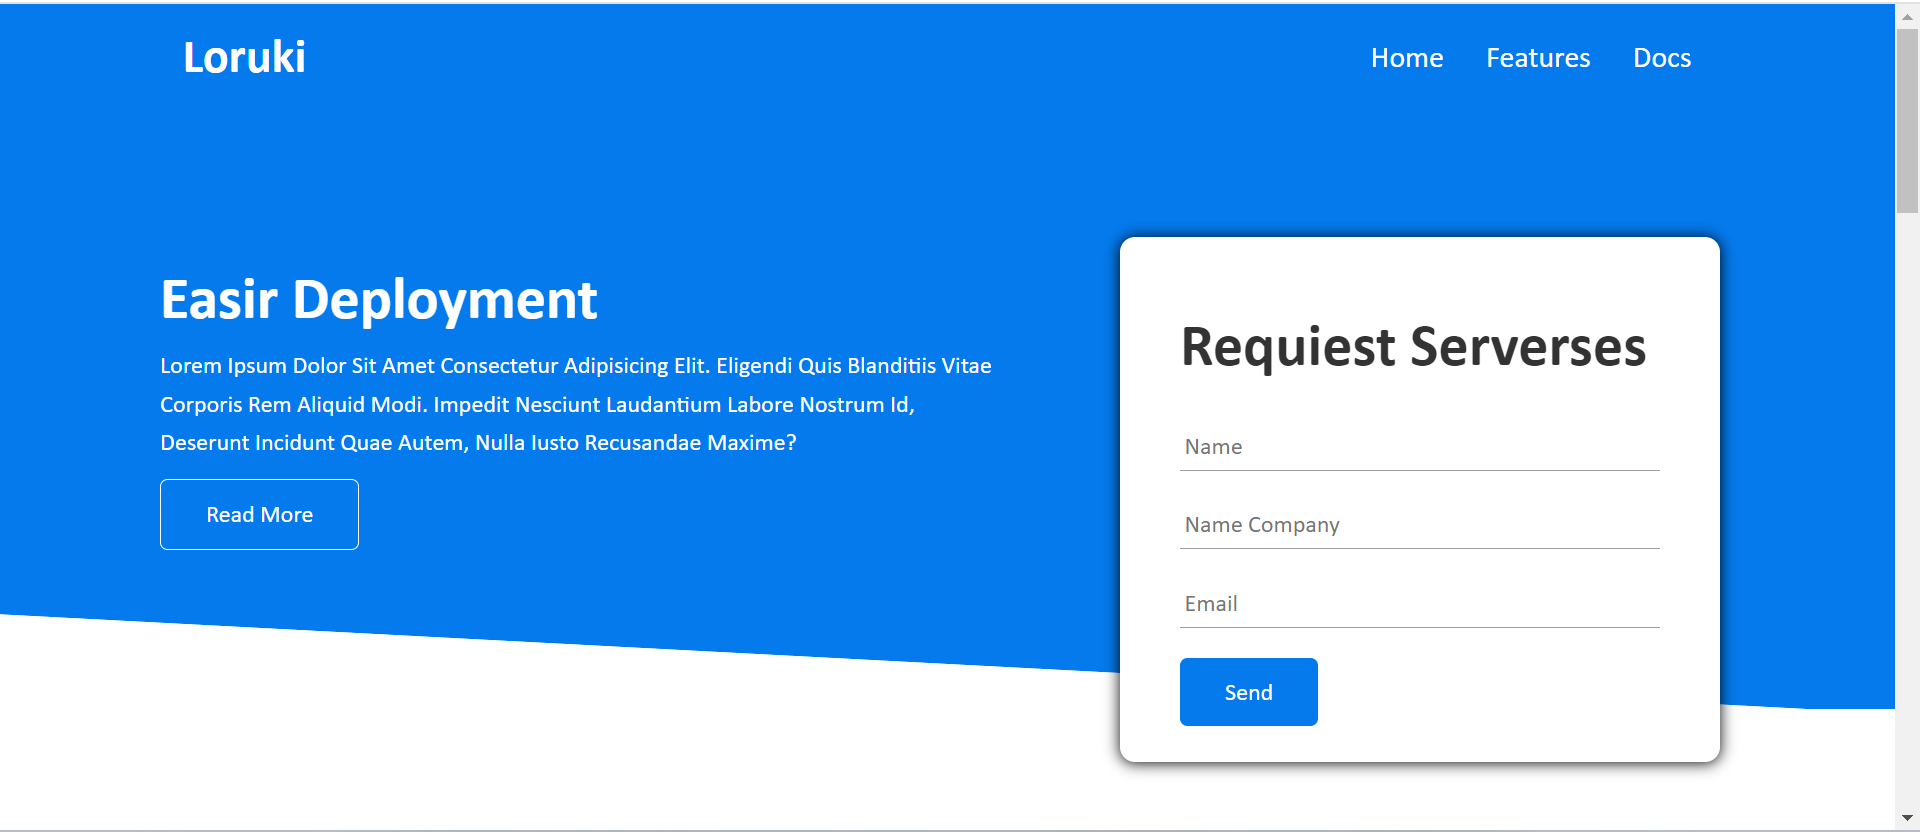 Loruki
Home Features Docs
Easir Deployment
Lorem Ipsum Dolor Sit Amet Consectetur Adipisicing Elit. Eligendi Quis Blanditiis Vitae
Corporis Rem Aliquid Modi. Impedit Nesciunt Laudantium Labore Nostrum Id,
Deserunt Incidunt Quae Autem, Nulla Iusto Recusandae Maxime?
Read More
Requiest Serverses
Name
Name Company
Email
Send